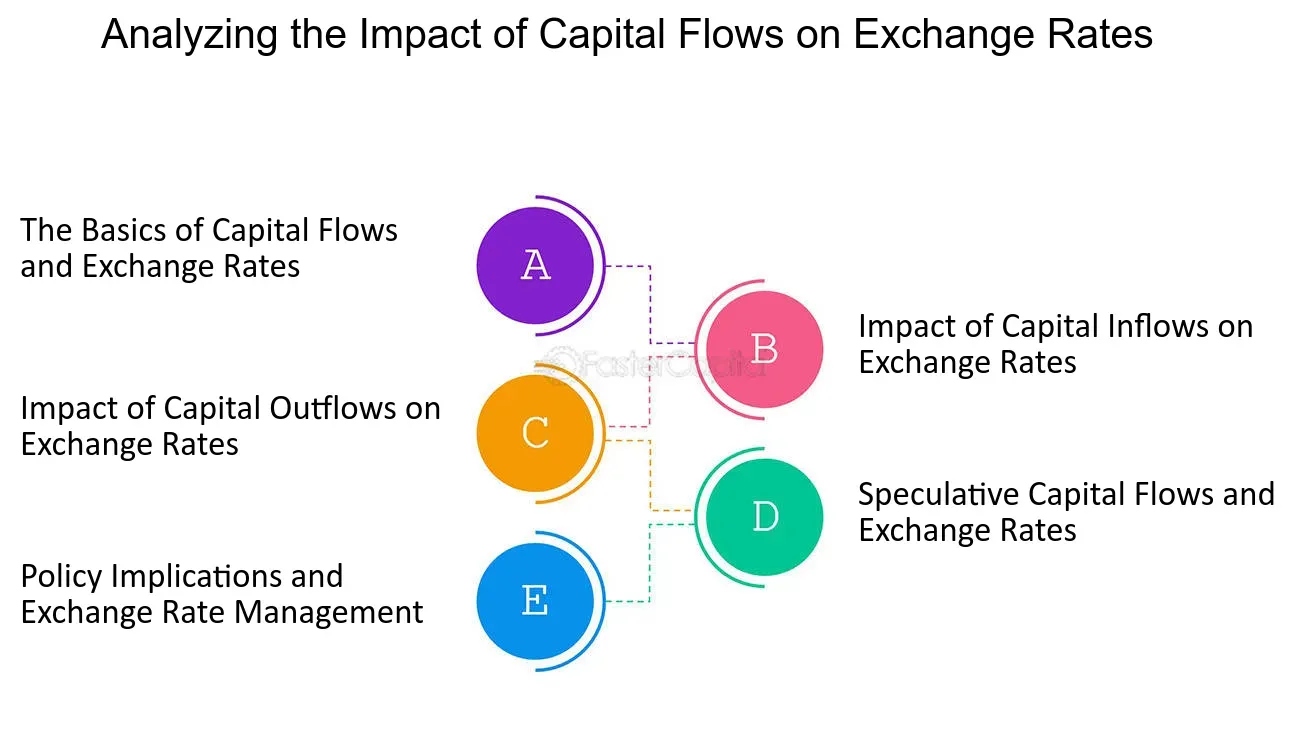 Analyzing the Impact of Capital Flows on Exchange Rates
The Basics of Capital Flows
and Exchange Rates
A
B
Impact of Capital Inflows on
Exchange Rates
FasterCapital
Impact of Capital Outflows on
Exchange Rates
C
D
Speculative Capital Flows and
Exchange Rates
Policy Implications and
Exchange Rate Management
E